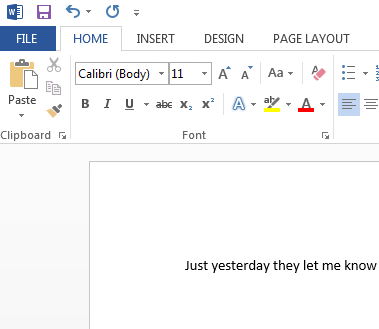 FILE HOME INSERT DESIGN PAGE LAYOUT
Calibri (Body) 11 Aa
Paste
B I U abc x₂ x² A ab A
Clipboard Font
Just yesterday they let me know